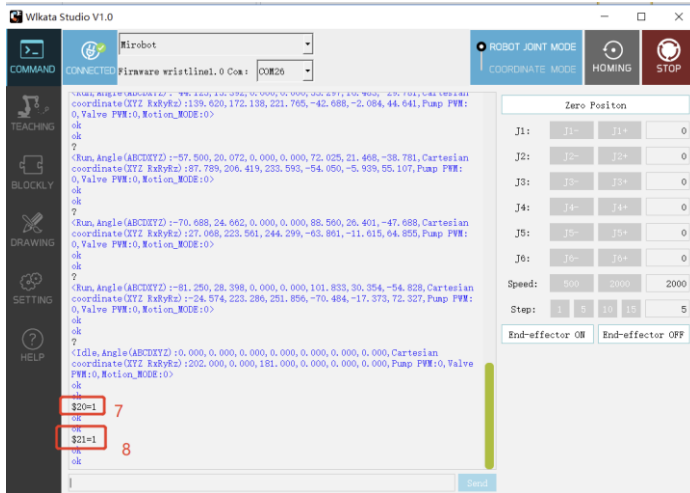 Wlkata Studio V1.0
COMMAND
CONNECTED
Mirobot
Firmware wristline1.0 Com:
COM26
ROBOT JOINT MODE
COORDINATE MODE
HOMING
STOP
TEACHING
BLOCKLY
DRAWING
SETTING
HELP
coordinate(XYZ RxRyRz):139.620,172.138,221.765,-42.688,-2.084,44.641,Pump PWM:
0,Valve PWM:0,Motion_MODE:0>
ok
ok
?
<Run,Angle(ABCDXYZ):-57.500,20.072,0.000,0.000,72.025,21.468,-38.781,Cartesian
coordinate(XYZ RxRyRz):87.789,206.419,233.593,-54.050,-5.939,55.107,Pump PWM:
0,Valve PWM:0,Motion_MODE:0>
ok
ok
?
<Run,Angle(ABCDXYZ):-70.688,24.662,0.000,0.000,88.560,26.401,-47.688,Cartesian
coordinate(XYZ RxRyRz):27.068,223.561,244.299,-63.861,-11.615,64.855,Pump PWM:
0,Valve PWM:0,Motion_MODE:0>
ok
ok
?
<Run,Angle(ABCDXYZ):-81.250,28.398,0.000,0.000,101.833,30.354,-54.828,Cartesian
coordinate(XYZ RxRyRz):-24.574,223.286,251.856,-70.484,-17.373,72.327,Pump PWM:
0,Valve PWM:0,Motion_MODE:0>
ok
ok
?
<Idle,Angle(ABCDXYZ):0.000,0.000,0.000,0.000,0.000,0.000,0.000,Cartesian
coordinate(XYZ RxRyRz):202.000,0.000,181.000,0.000,0.000,0.000,Pump PWM:0,Valve
PWM:0,Motion_MODE:0>
ok
ok
$20=1
7
ok
ok
$21=1
8
ok
ok
Send
Zero Positon
J1: J1- J1+ 0
J2: J2- J2+ 0
J3: J3- J3+ 0
J4: J4- J4+ 0
J5: J5- J5+ 0
J6: J6- J6+ 0
Speed: 500 2000 2000
Step: 1 5 10 15 5
End-effector ON
End-effector OFF